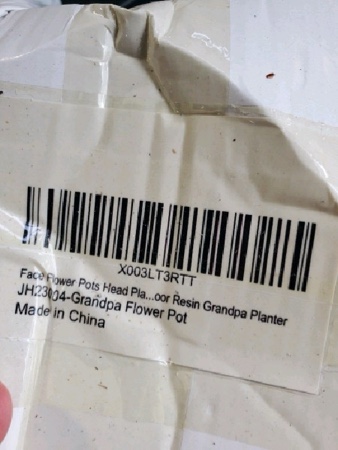 X003LT3RTT
Face Flower Pots Head Pla...oor Resin Grandpa Planter
JH23004-Grandpa Flower Pot
Made in China